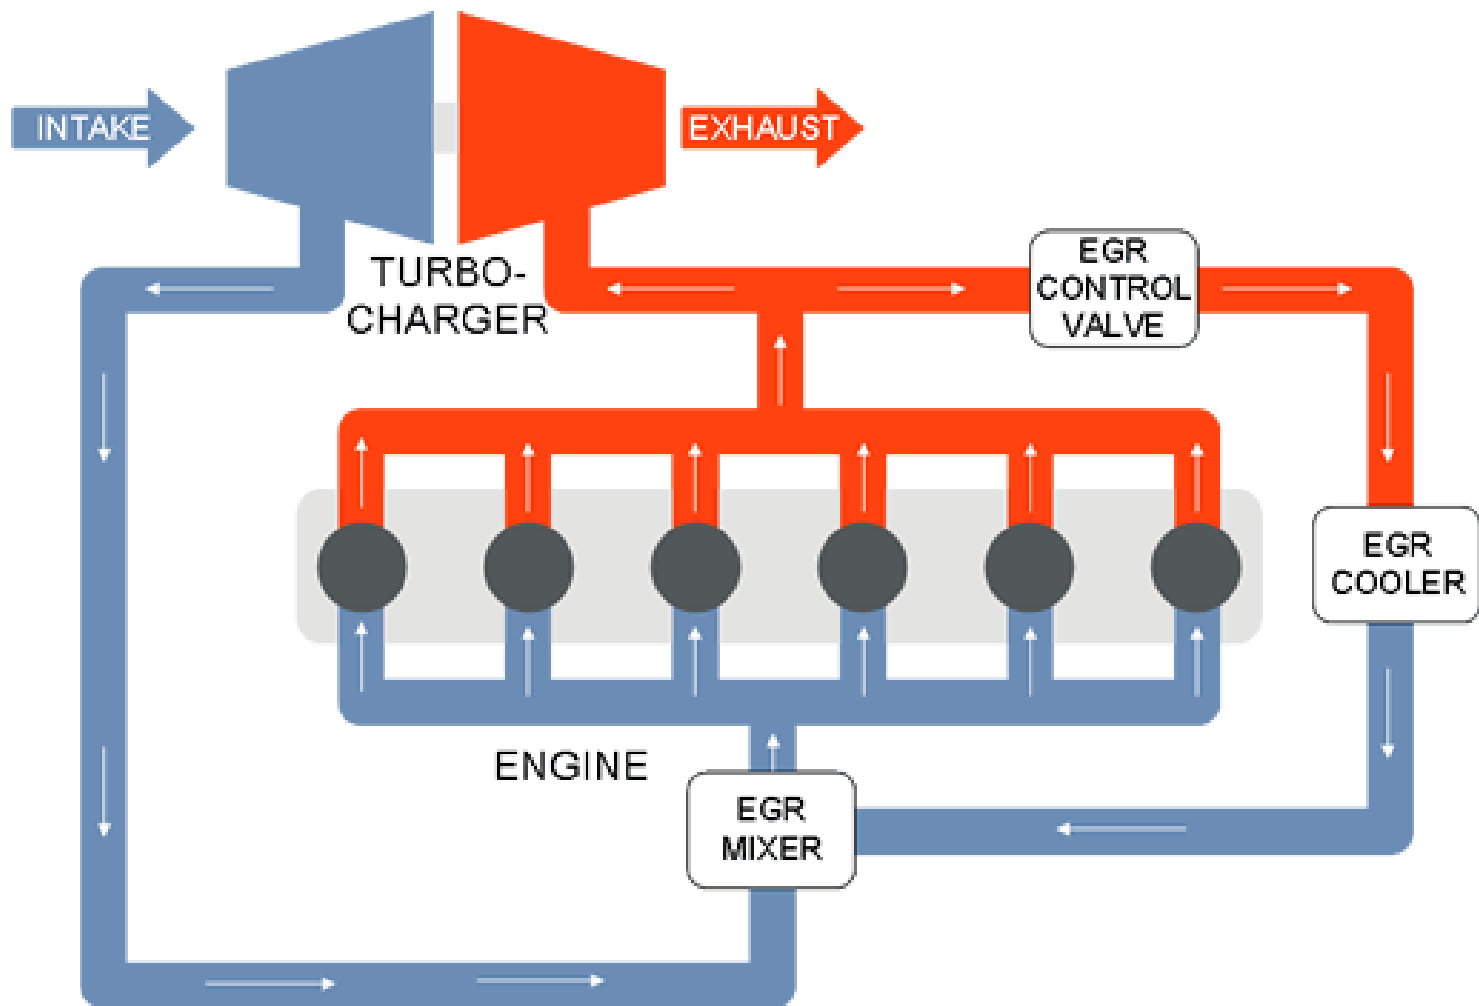 INTAKE
EXHAUST
TURBO-
CHARGER
EGR
CONTROL
VALVE
EGR
COOLER
ENGINE
EGR
MIXER